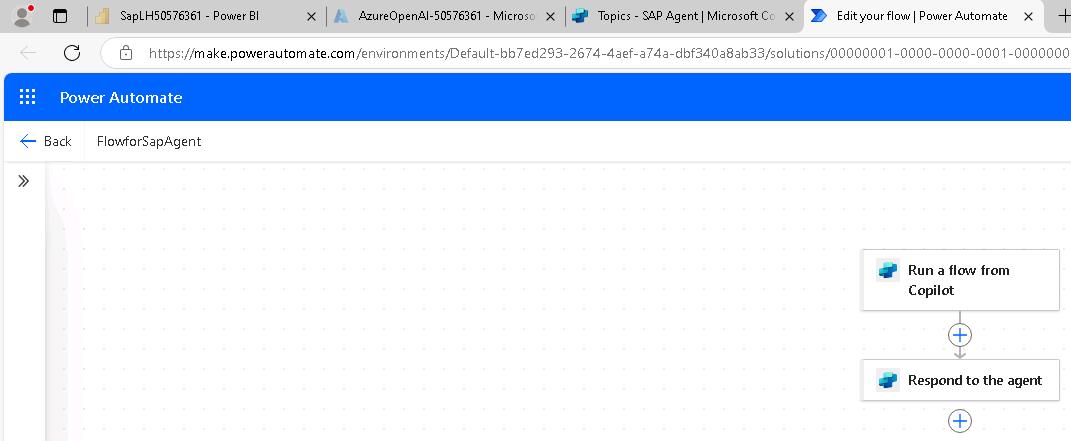 SapLH50576361 - Power BI
AzureOpenAI-50576361 - Microso
Topics - SAP Agent | Microsoft Co
Edit your flow | Power Automate
https://make.powerautomate.com/environments/Default-bb7ed293-2674-4aef-a74a-dbf340a8ab33/solutions/00000001-0000-0000-0001-0000000
Power Automate
Back
FlowforSapAgent
Run a flow from
Copilot
Respond to the agent